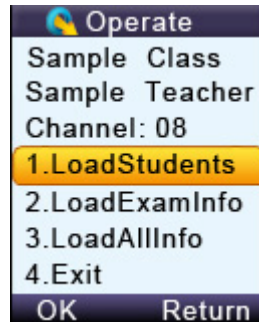 Operate
Sample Class
Sample Teacher
Channel: 08
1.LoadStudents
2.LoadExamInfo
3.LoadAllInfo
4.Exit
OK Return